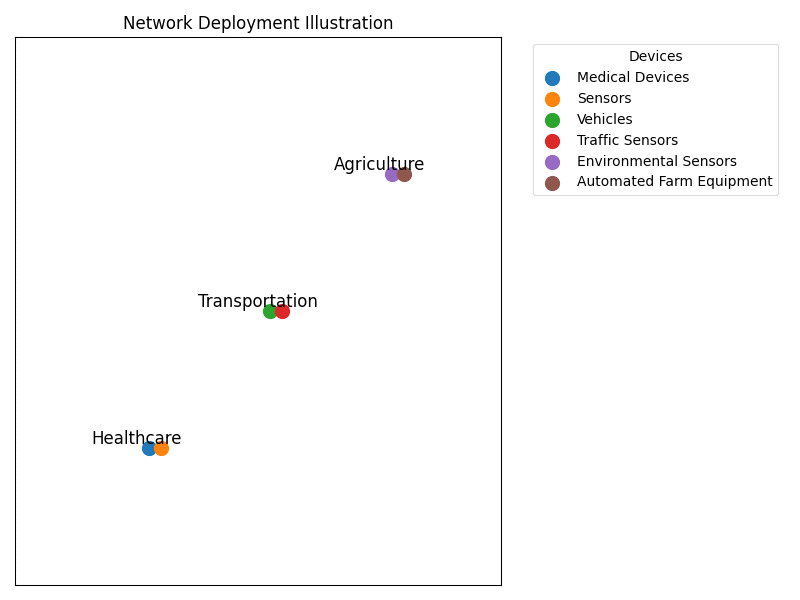 Network Deployment Illustration
Devices
Medical Devices
Sensors
Vehicles
Traffic Sensors
Environmental Sensors
Automated Farm Equipment
Agriculture
Transportation
Healthcare